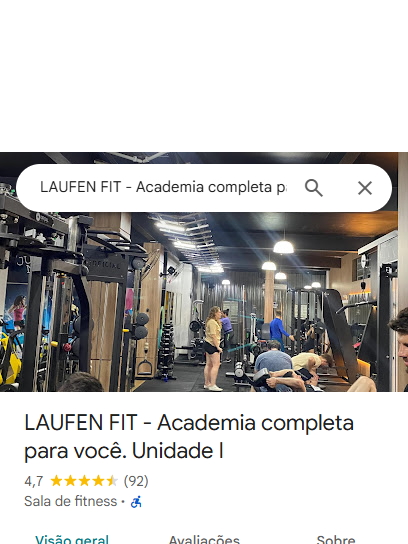 LAUFEN FIT - Academia completa pa
LAUFEN FIT - Academia completa
para você. Unidade I
4,7 (92)
Sala de fitness ·
Visão geral Avaliações Sobre